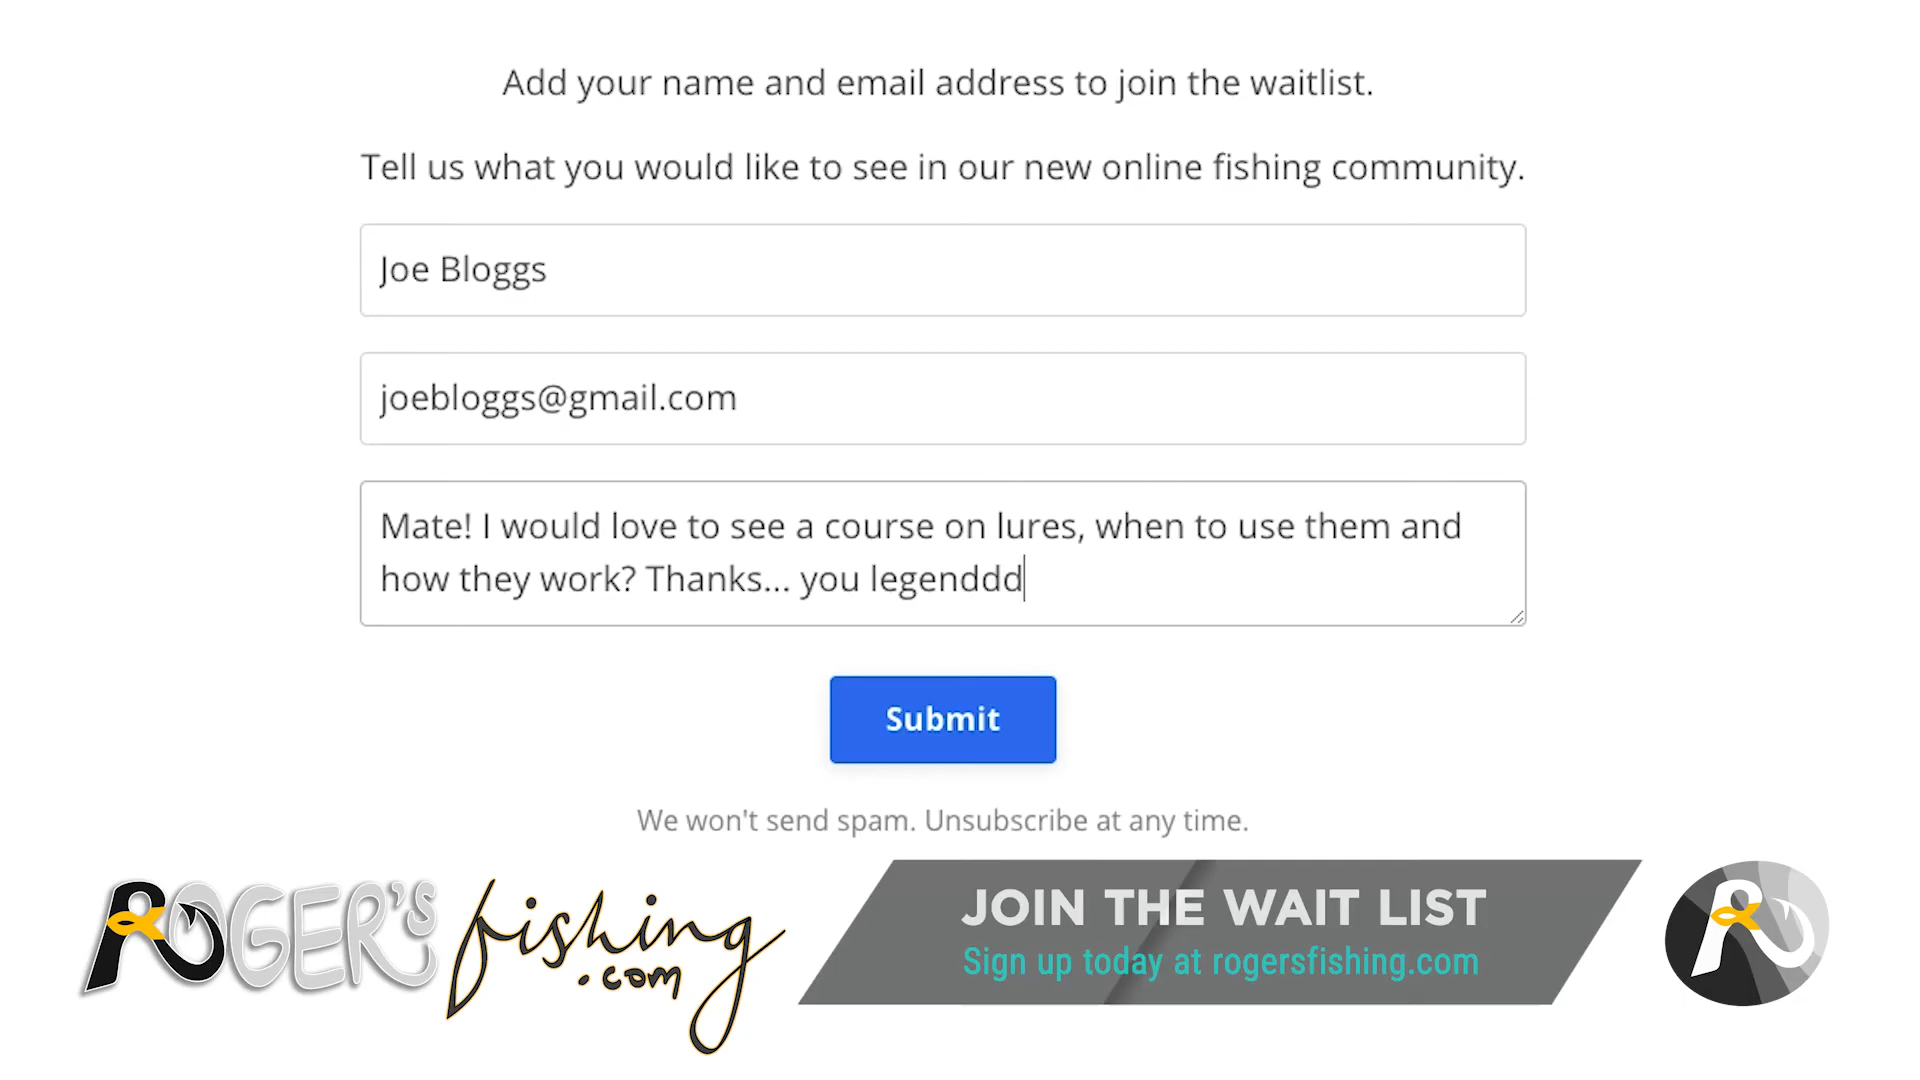 Add your name and email address to join the waitlist.
Tell us what you would like to see in our new online fishing community.
Joe Bloggs
joebloggs@gmail.com
Mate! I would love to see a course on lures, when to use them and
how they work? Thanks... you legenddd
Submit
We won't send spam. Unsubscribe at any time.
ROGER'S fishing
.com
JOIN THE WAIT LIST
Sign up today at rogersfishing.com
R